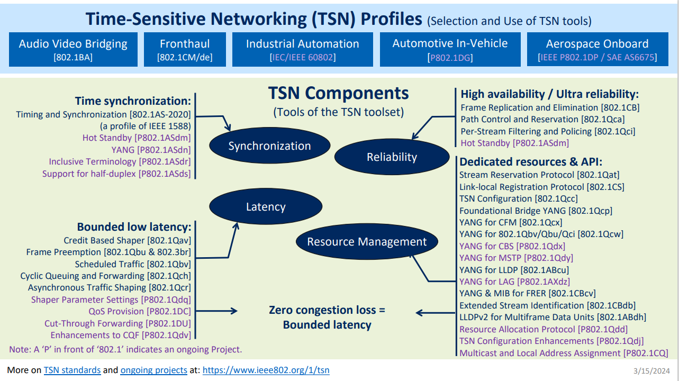 Time-Sensitive Networking (TSN) Profiles (Selection and Use of TSN tools)
Audio Video Bridging
[802.1BA]
Fronthaul
[802.1CM/de]
Industrial Automation
[IEC/IEEE 60802]
Automotive In-Vehicle
[P802.1DG]
Aerospace Onboard
[IEEE P802.1DP / SAE AS6675]
TSN Components
(Tools of the TSN toolset)
Time synchronization:
Timing and Synchronization [802.1AS-2020]
(a profile of IEEE 1588)
Hot Standby [P802.1ASdm]
YANG [P802.1ASdn]
Inclusive Terminology [P802.1ASdr]
Support for half-duplex [P802.1ASds]
Synchronization
High availability / Ultra reliability:
Frame Replication and Elimination [802.1CB]
Path Control and Reservation [802.1Qca]
Per-Stream Filtering and Policing [802.1Qci]
Hot Standby [P802.1ASdm]
Reliability
Latency
Bounded low latency:
Credit Based Shaper [802.1Qav]
Frame Preemption [802.1Qbu & 802.3br]
Scheduled Traffic [802.1Qbv]
Cyclic Queuing and Forwarding [802.1Qch]
Asynchronous Traffic Shaping [802.1Qcr]
Shaper Parameter Settings [P802.1Qdq]
QoS Provision [P802.1DC]
Cut-Through Forwarding [P802.1DU]
Enhancements to CQF [P802.1Qdv]
Resource Management
Dedicated resources & API:
Stream Reservation Protocol [802.1Qat]
Link-local Registration Protocol [802.1CS]
TSN Configuration [802.1Qcc]
Foundational Bridge YANG [802.1Qcp]
YANG for CFM [802.1Qcx]
YANG for 802.1Qbv/Qbu/Qci [802.1Qcw]
YANG for CBS [P802.1Qdx]
YANG for MSTP [P802.1Qdy]
YANG for LLDP [802.1ABcu]
YANG for LAG [P802.1AXdz]
YANG & MIB for FRER [802.1CBcv]
Extended Stream Identification [802.1CBdb]
LLDPv2 for Multiframe Data Units [802.1ABdh]
Resource Allocation Protocol [P802.1Qdd]
TSN Configuration Enhancements [P802.1Qdj]
Multicast and Local Address Assignment [P802.1CQ]
Zero congestion loss =
Bounded latency
Note: A 'P' in front of '802.1' indicates an ongoing Project.
More on TSN standards and ongoing projects at: https://www.ieee802.org/1/tsn
3/15/2024